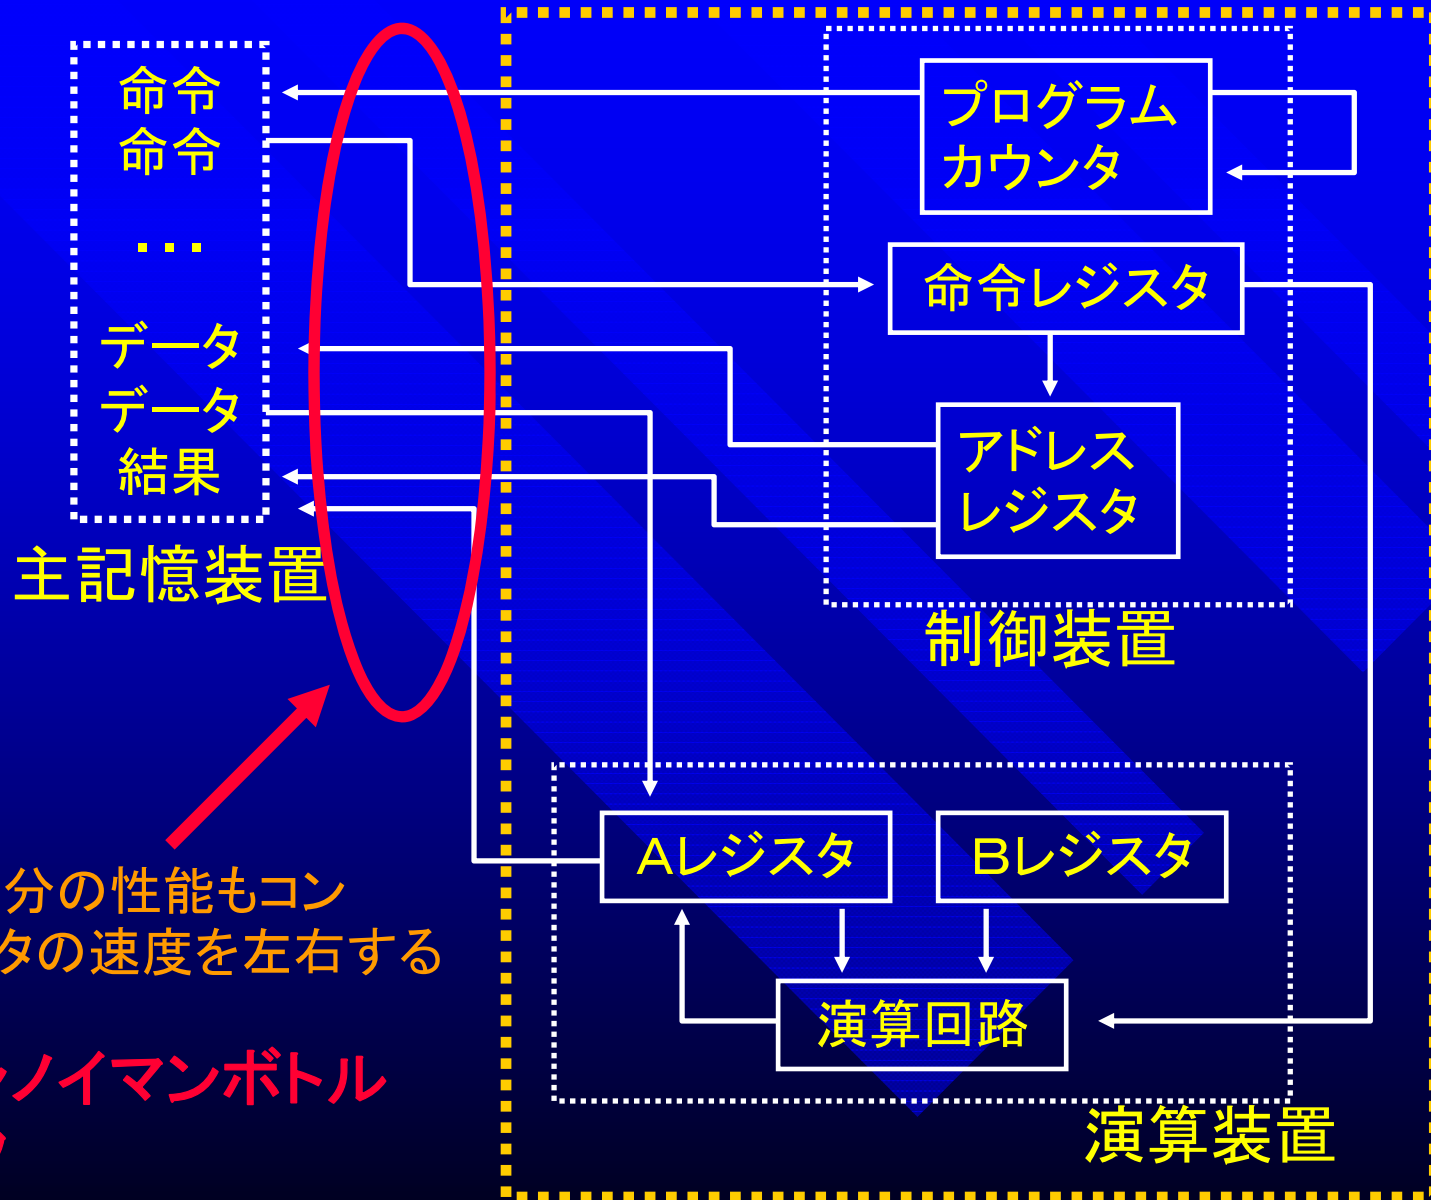 命令
命令
...
データ
データ
結果
主記憶装置
プログラム
カウンタ
命令レジスタ
アドレス
レジスタ
制御装置
Aレジスタ
Bレジスタ
演算回路
演算装置
分の性能もコン
タの速度を左右する
ノイマンボトル